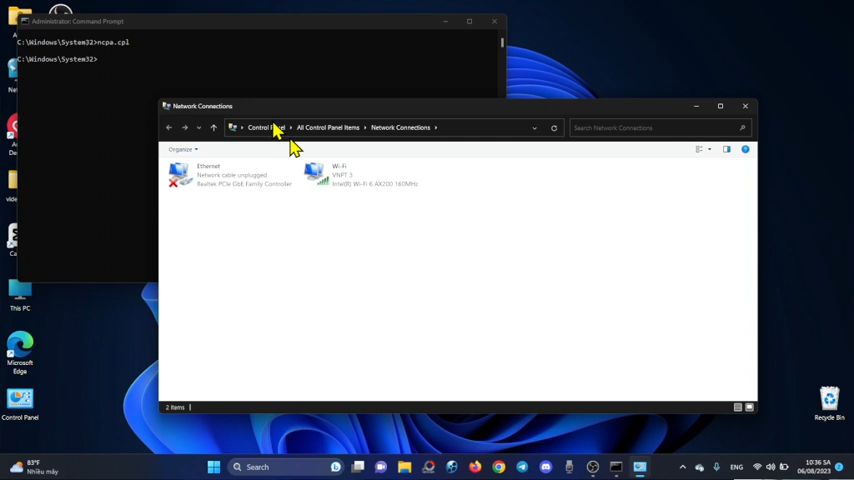 Administrator: Command Prompt
C:\Windows\System32>ncpa.cpl
C:\Windows\System32>
Network Connections
Control Panel
All Control Panel Items
Network Connections
Search Network Connections
Organize
Ethernet
Network cable unplugged
Realtek PCIe GbE Family Controller
Wi-Fi
VNPT 3
Intel(R) Wi-Fi 6 AX200 160MHz
2 items
This PC
Microsoft
Edge
Control Panel
Recycle Bin
83°F
Nhiều mây
Search
ENG
10:36 SA
06/08/2023
2